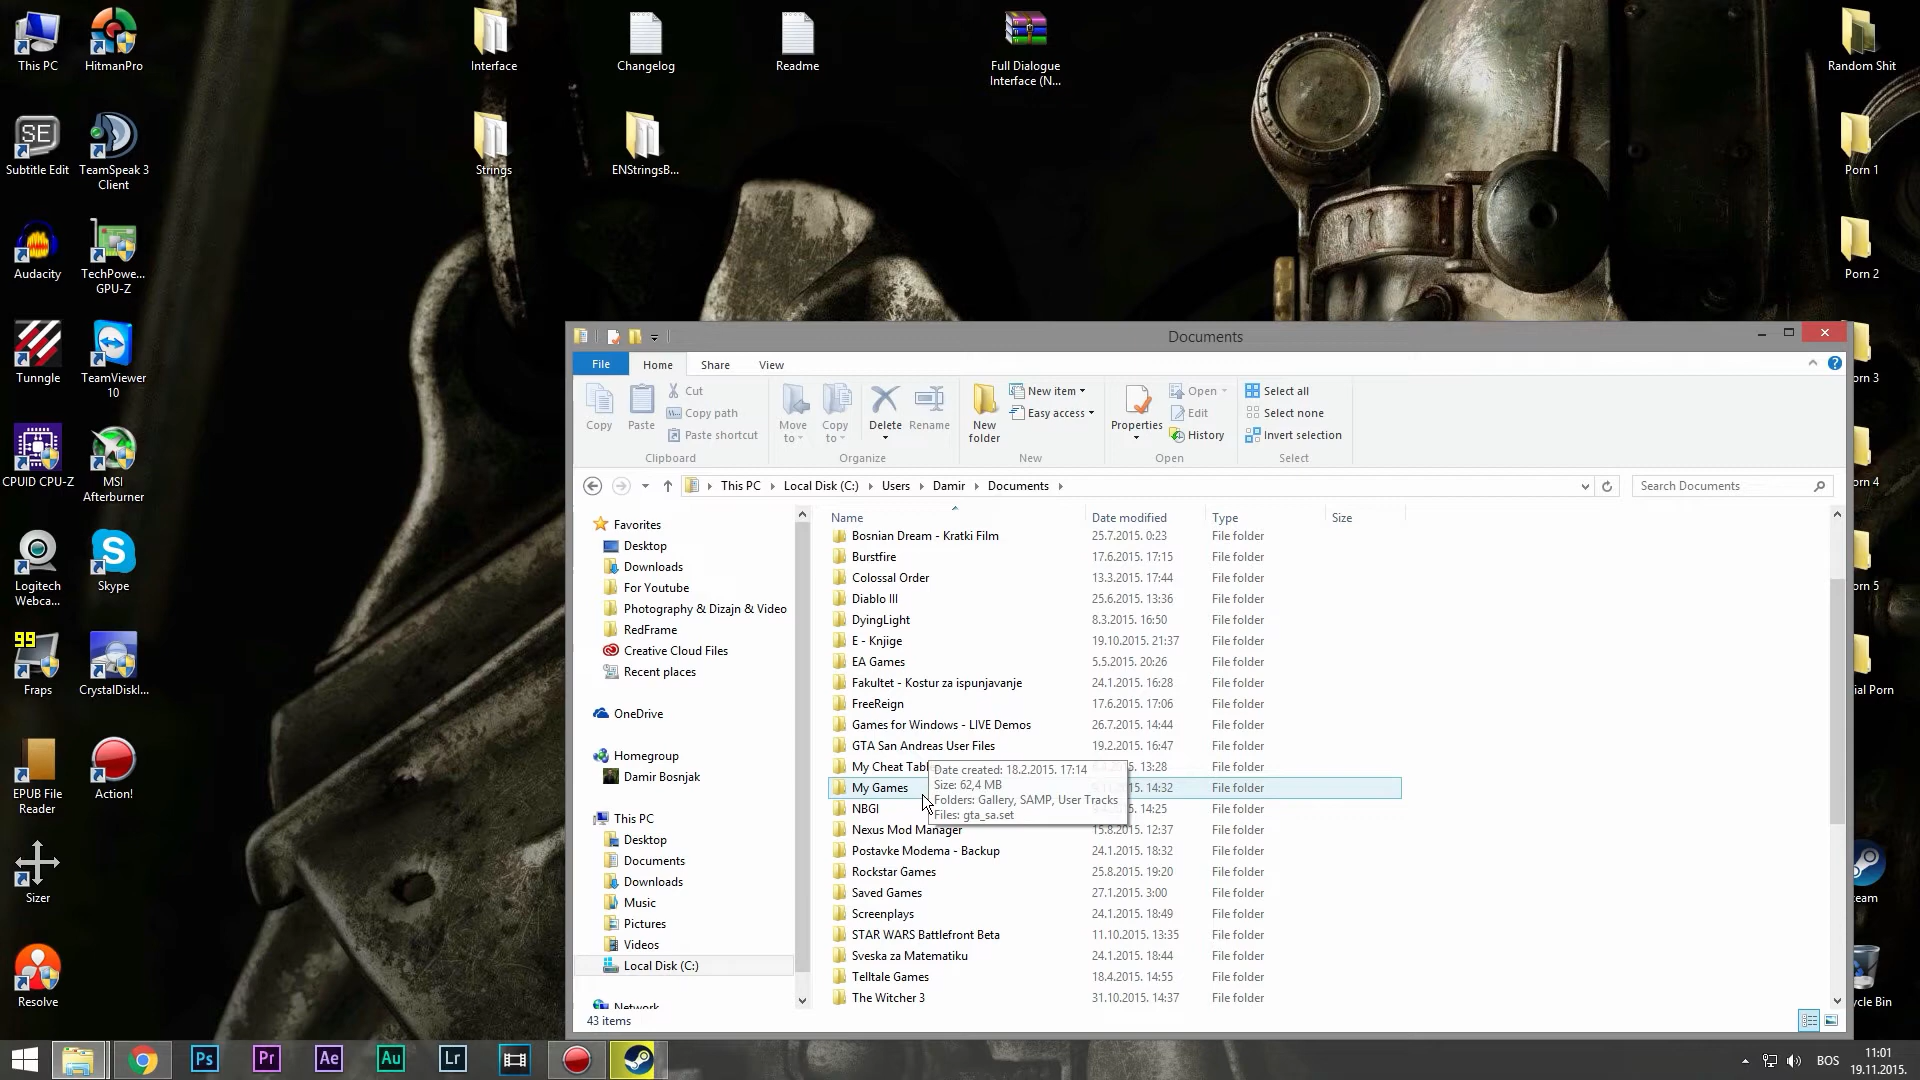 This PC
HitmanPro
Interface
Changelog
Readme
Full Dialogue
Interface (N...
Random Shit
SE
Subtitle Edit
TeamSpeak 3
Client
Strings
ENStringsB...
Porn 1
Audacity
TechPowe...
GPU-Z
Porn 2
Tunngle
TeamViewer
10
orn 3
CPUID CPU-Z
MSI
Afterburner
orn 4
Logitech
Webca...
Skype
orn 5
99
Fraps
CrystalDiskI...
ial Porn
EPUB File
Reader
Action!
Sizer
eam
Resolve
ycle Bin
Documents
File
Home
Share
View
Copy
Paste
Cut
Copy path
Paste shortcut
Clipboard
Move
to
Copy
to
Delete
Rename
Organize
New
folder
New item
Easy access
New
Properties
Open
Edit
History
Open
Select all
Select none
Invert selection
Select
This PC
Local Disk (C:)
Users
Damir
Documents
Search Documents
Favorites
Desktop
Downloads
For Youtube
Photography & Dizajn & Video
RedFrame
Creative Cloud Files
Recent places
OneDrive
Homegroup
Damir Bosnjak
This PC
Desktop
Documents
Downloads
Music
Pictures
Videos
Local Disk (C:)
Network
Name Date modified Type Size
Bosnian Dream - Kratki Film 25.7.2015. 0:23 File folder
Burstfire 17.6.2015. 17:15 File folder
Colossal Order 13.3.2015. 17:44 File folder
Diablo III 25.6.2015. 13:36 File folder
DyingLight 8.3.2015. 16:50 File folder
E - Knjige 19.10.2015. 21:37 File folder
EA Games 5.5.2015. 20:26 File folder
Fakultet - Kostur za ispunjavanje 24.1.2015. 16:28 File folder
FreeReign 17.6.2015. 17:06 File folder
Games for Windows - LIVE Demos 26.7.2015. 14:44 File folder
GTA San Andreas User Files 19.2.2015. 16:47 File folder
My Cheat Tabl 13:28 File folder
My Games 14:32 File folder
NBGI 14:25 File folder
Nexus Mod Manager 15.8.2015. 12:37 File folder
Postavke Modema - Backup 24.1.2015. 18:32 File folder
Rockstar Games 25.8.2015. 19:20 File folder
Saved Games 27.1.2015. 3:00 File folder
Screenplays 24.1.2015. 18:49 File folder
STAR WARS Battlefront Beta 11.10.2015. 13:35 File folder
Sveska za Matematiku 24.1.2015. 18:44 File folder
Telltale Games 18.4.2015. 14:55 File folder
The Witcher 3 31.10.2015. 14:37 File folder
Date created: 18.2.2015. 17:14
Size: 62,4 MB
Folders: Gallery, SAMP, User Tracks
Files: gta_sa.set
43 items
Ps
Pr
Ae
Au
Lr
BOS
11:01
19.11.2015.